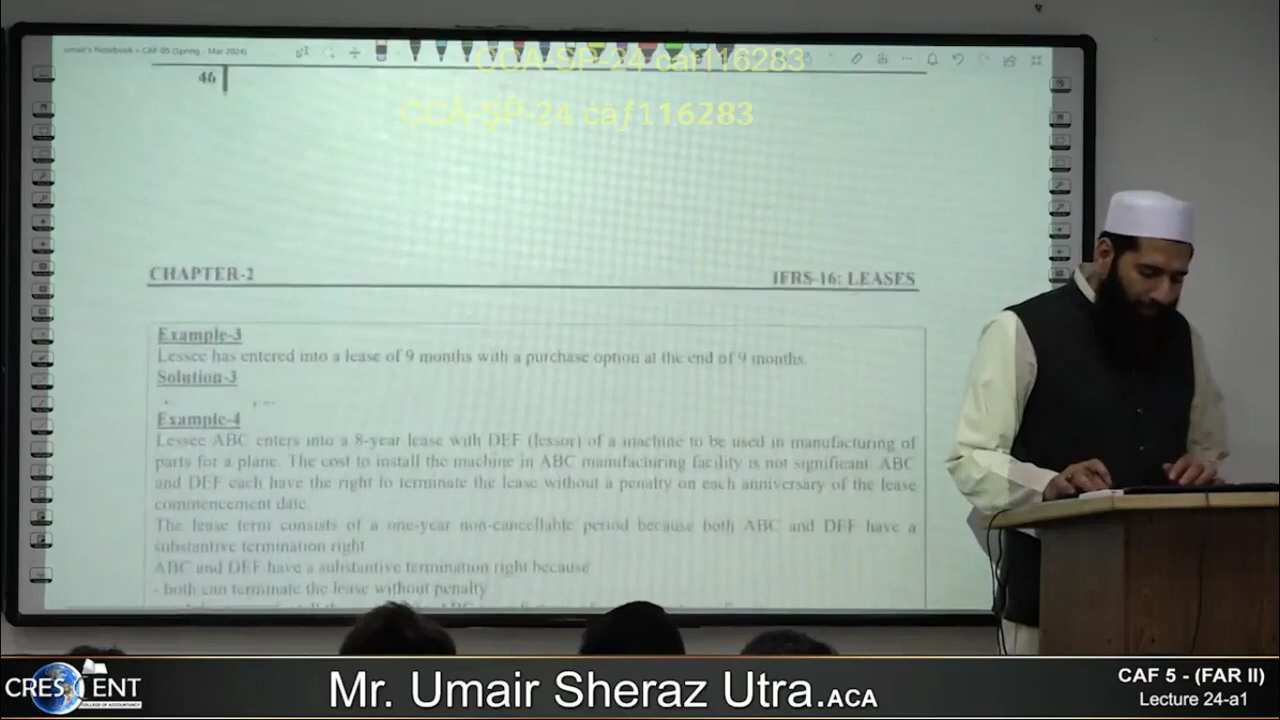 umair's Notebook • CAF-05 (Spring - Mar 2024)
CCA-SP-24 caf116283
46
CCA-SP-24 caf116283
CHAPTER-2
IFRS-16: LEASES
Example-3
Lessee has entered into a lease of 9 months with a purchase option at the end of 9 months.
Solution-3
Example-4
Lessee ABC enters into a 8-year lease with DEF (lessor) of a machine to be used in manufacturing of
parts for a plane. The cost to install the machine in ABC manufacturing facility is not significant. ABC
and DEF each have the right to terminate the lease without a penalty on each anniversary of the lease
commencement date.
The lease term consists of a one-year non-cancellable period because both ABC and DEF have a
substantive termination right
ABC and DEF have a substantive termination right because
- both can terminate the lease without penalty
CRESCENT
COLLEGE OF ACCOUNTANCY
Mr. Umair Sheraz Utra.ACA
CAF 5 - (FAR II)
Lecture 24-a1